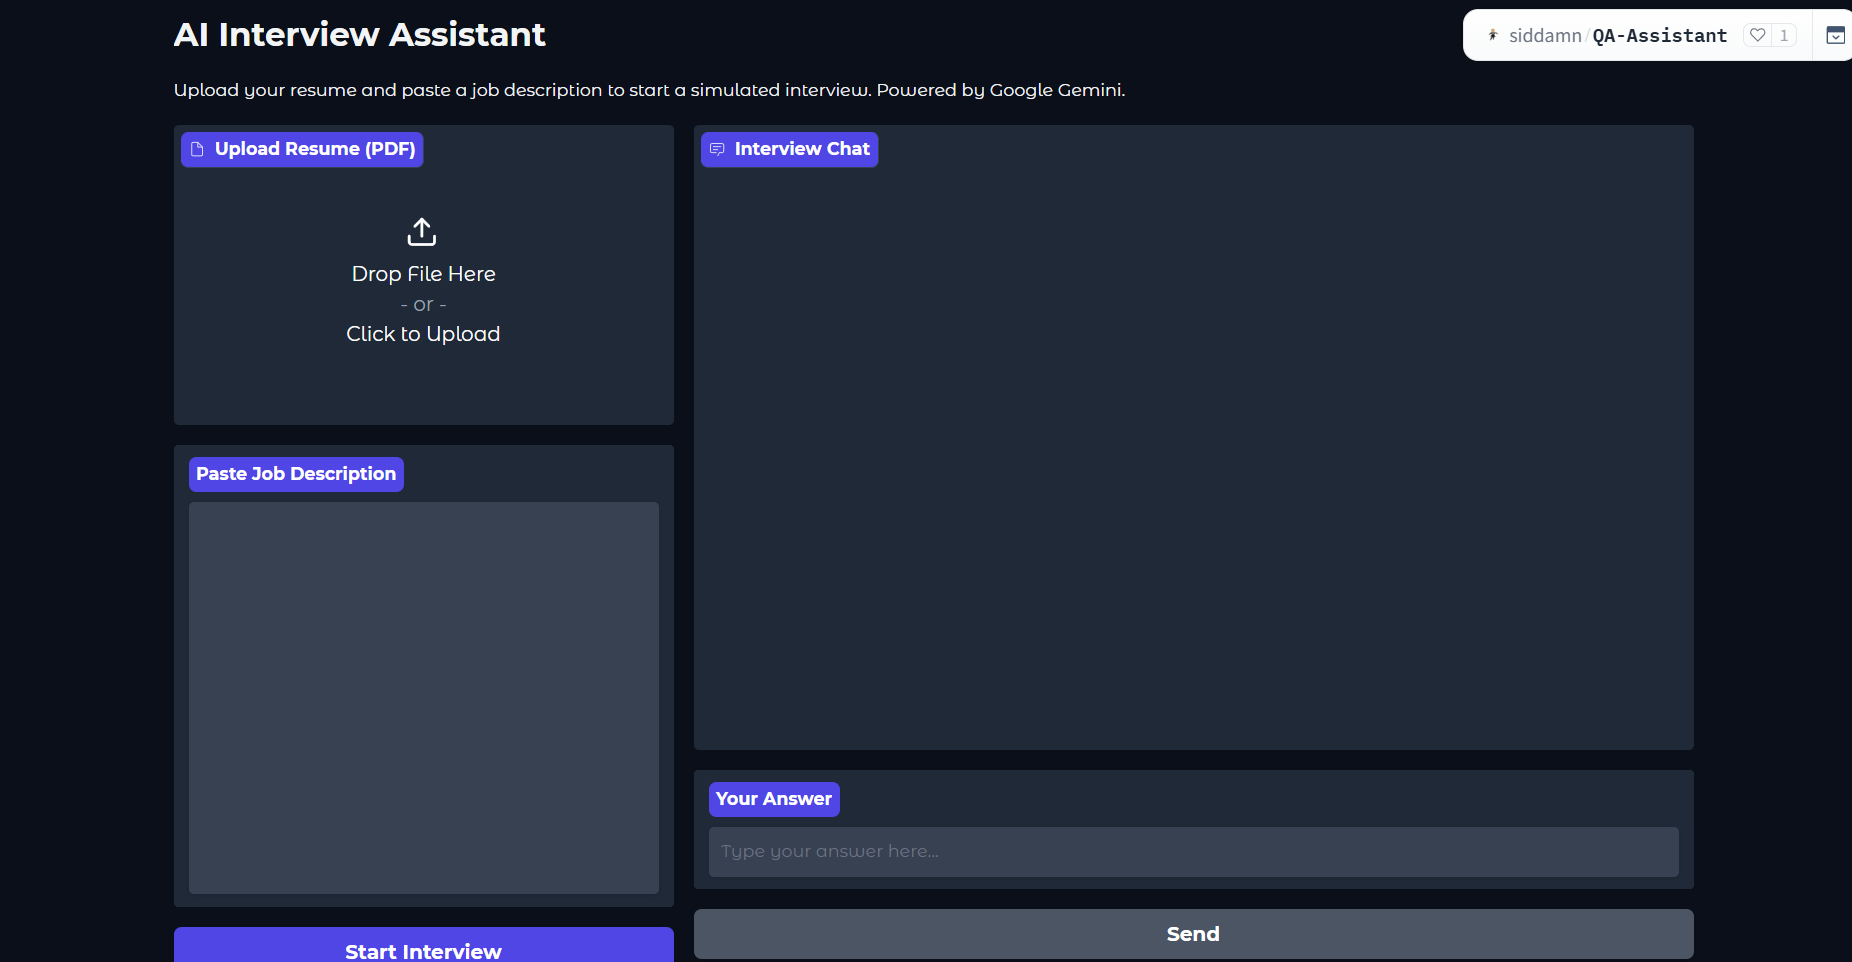 AI Interview Assistant
siddamn/QA-Assistant
1
Upload your resume and paste a job description to start a simulated interview. Powered by Google Gemini.
Upload Resume (PDF)
Drop File Here
- or -
Click to Upload
Paste Job Description
Start Interview
Interview Chat
Your Answer
Type your answer here...
Send